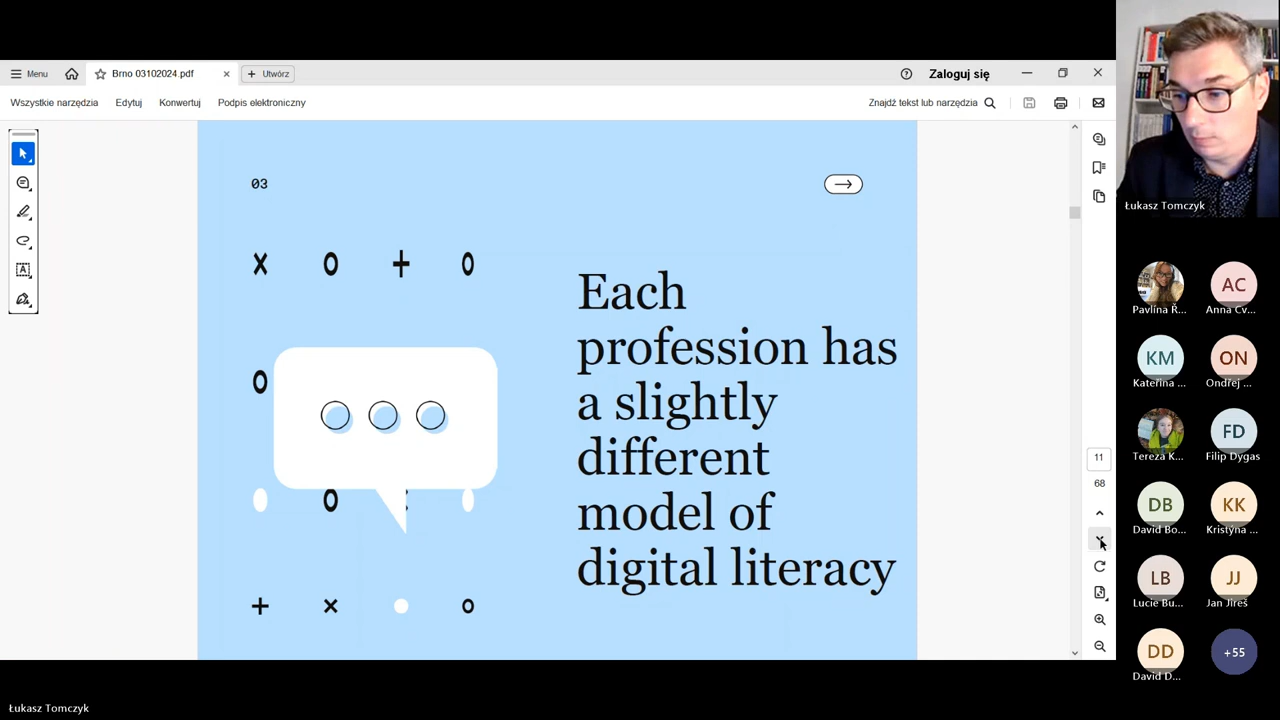 Menu
Brno 03102024.pdf
Utwórz
Zaloguj się
Wszystkie narzędzia
Edytuj
Konwertuj
Podpis elektroniczny
Znajdź tekst lub narzędzia
03
Each
profession has
a slightly
different
model of
digital literacy
11
68
Łukasz Tomczyk
Pavlína Ř...
AC
Anna Cv...
KM
Kateřina ...
ON
Ondřej ...
Tereza K...
FD
Filip Dygas
DB
David Bo...
KK
Kristýna ...
LB
Lucie Bu...
JJ
Jan Jireš
DD
David D...
+55
Łukasz Tomczyk